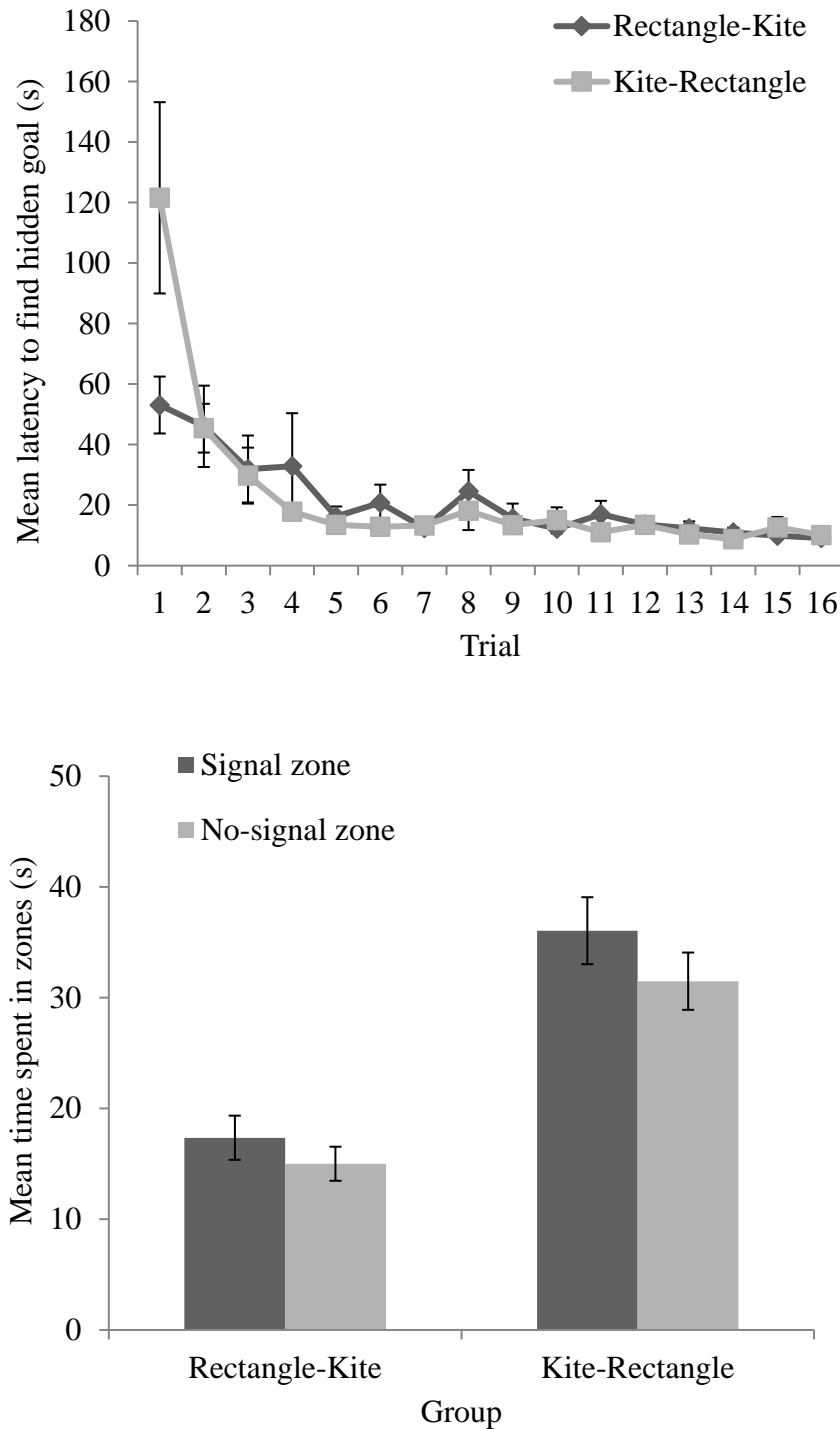 Rectangle-Kite
Kite-Rectangle
Mean latency to find hidden goal (s)
180
160
140
120
100
80
60
40
20
0
1 2 3 4 5 6 7 8 9 10 11 12 13 14 15 16
Trial
Signal zone
No-signal zone
Mean time spent in zones (s)
50
40
30
20
10
0
Rectangle-Kite Kite-Rectangle
Group